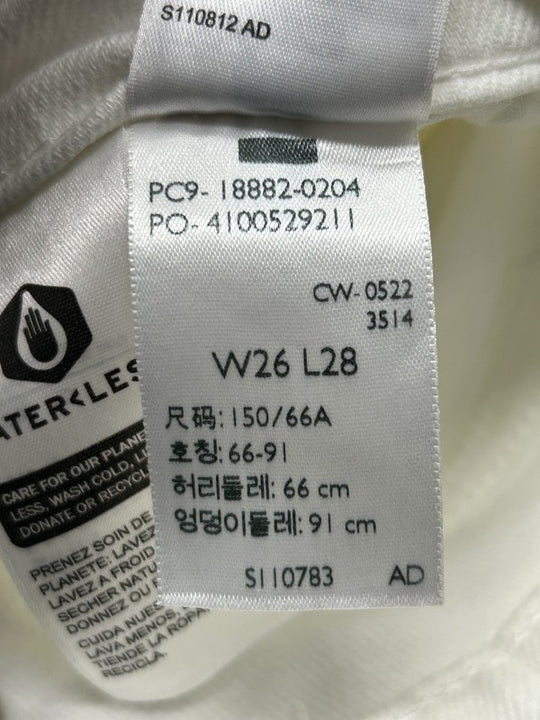 S110812 AD
PC9- 18882-0204
PO- 4100529211
CW- 0522
3514
W26 L28
尺码: 150/66A
호칭: 66-91
허리둘레: 66 cm
엉덩이둘레: 91 cm
S110783 AD
CARE FOR OUR PLANE
LESS, WASH COLD,
DONATE OR RECYCL
PRENEZ SOIN DE
PLANETE: LAVEZ
LAVEZ A FROID
SECHER NATU
DONNEZ OU
CUIDA NUES
LAVA MENOS,
TIENDE LA ROPA
RECICLA.